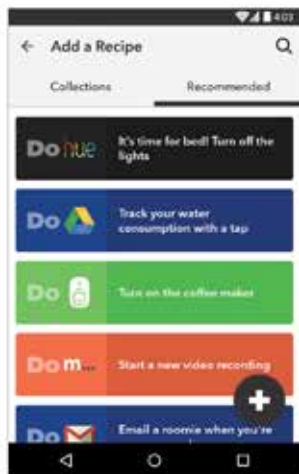 4:03
Add a Recipe
Collections
Recommended
Do hue
It's time for bed! Turn off the
lights
Do
Track your water
consumption with a tap
Do
Turn on the coffee maker
Do m...
Start a new video recording
Do
Email a roomie when you're